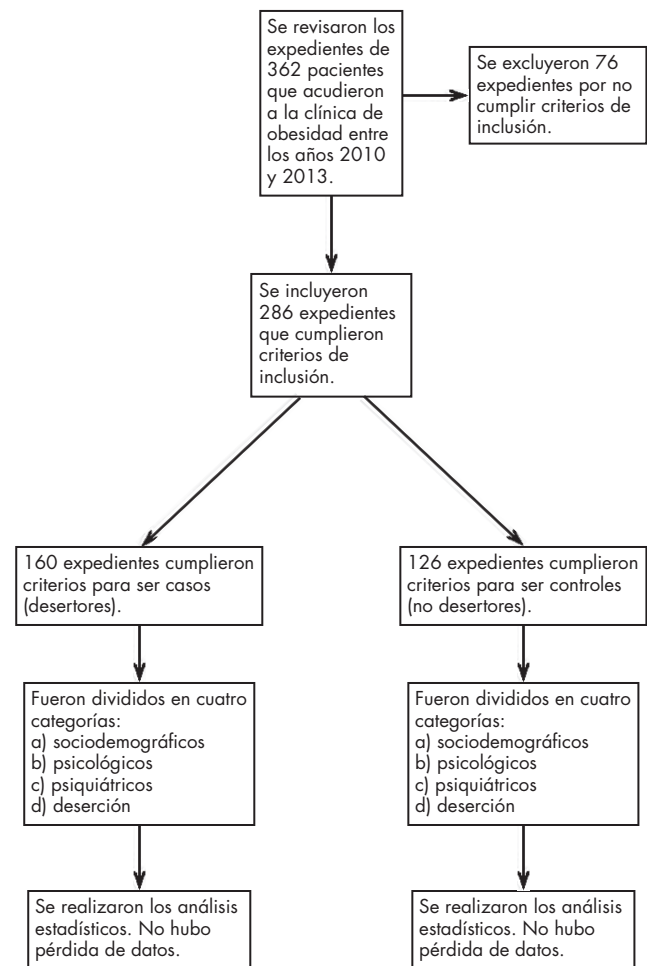 Se revisaron los
expedientes de
362 pacientes
que acudieron
a la clínica de
obesidad entre
los años 2010
y 2013.
Se excluyeron 76
expedientes por no
cumplir criterios de
inclusión.
Se incluyeron
286 expedientes
que cumplieron
criterios de
inclusión.
160 expedientes cumplieron
criterios para ser casos
(desertores).
126 expedientes cumplieron
criterios para ser controles
(no desertores).
Fueron divididos en cuatro
categorías:
a) sociodemográficos
b) psicológicos
c) psiquiátricos
d) deserción
Fueron divididos en cuatro
categorías:
a) sociodemográficos
b) psicológicos
c) psiquiátricos
d) deserción
Se realizaron los análisis
estadísticos. No hubo
pérdida de datos.
Se realizaron los análisis
estadísticos. No hubo
pérdida de datos.